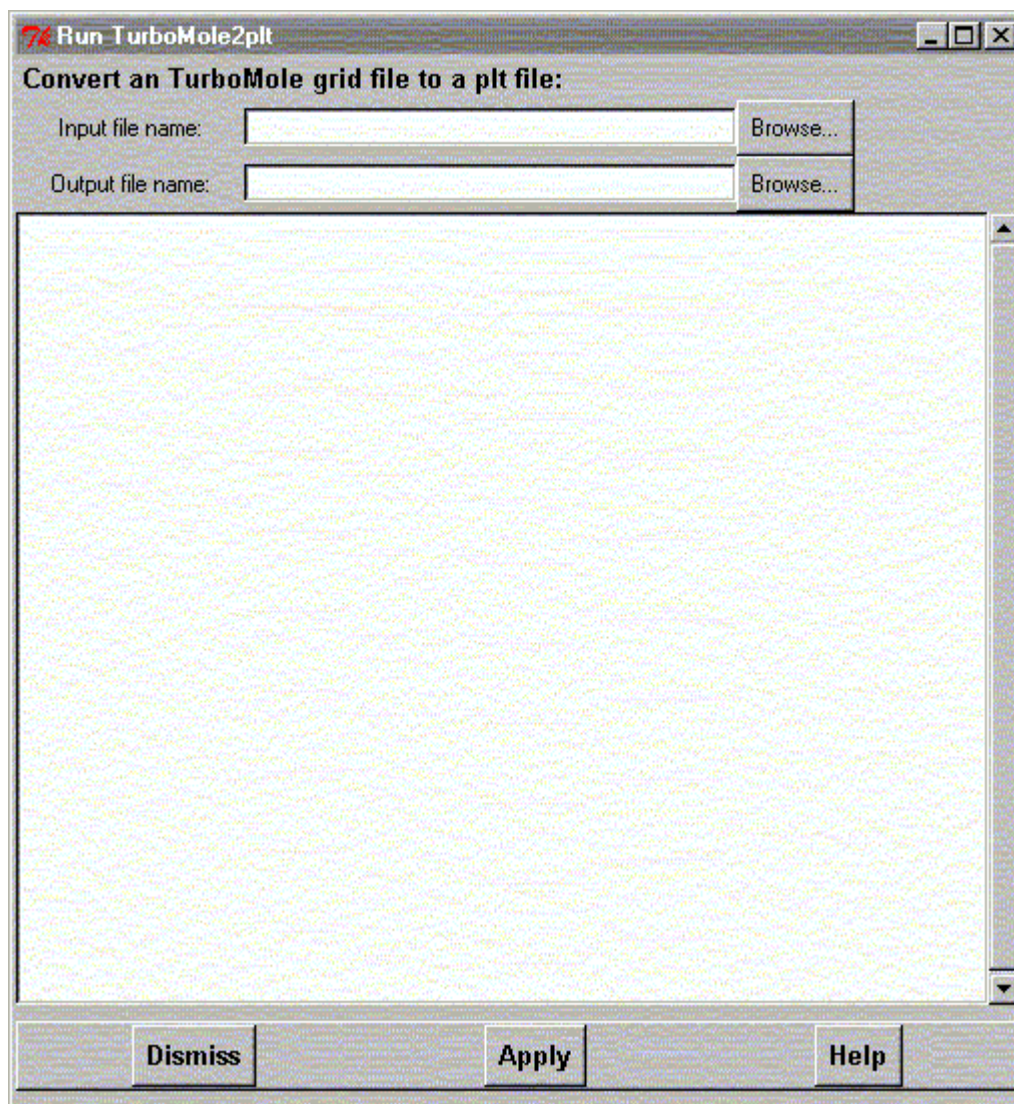 Run TurboMole2plt
Convert an TurboMole grid file to a plt file:
Input file name: Browse...
Output file name: Browse...
Dismiss Apply Help